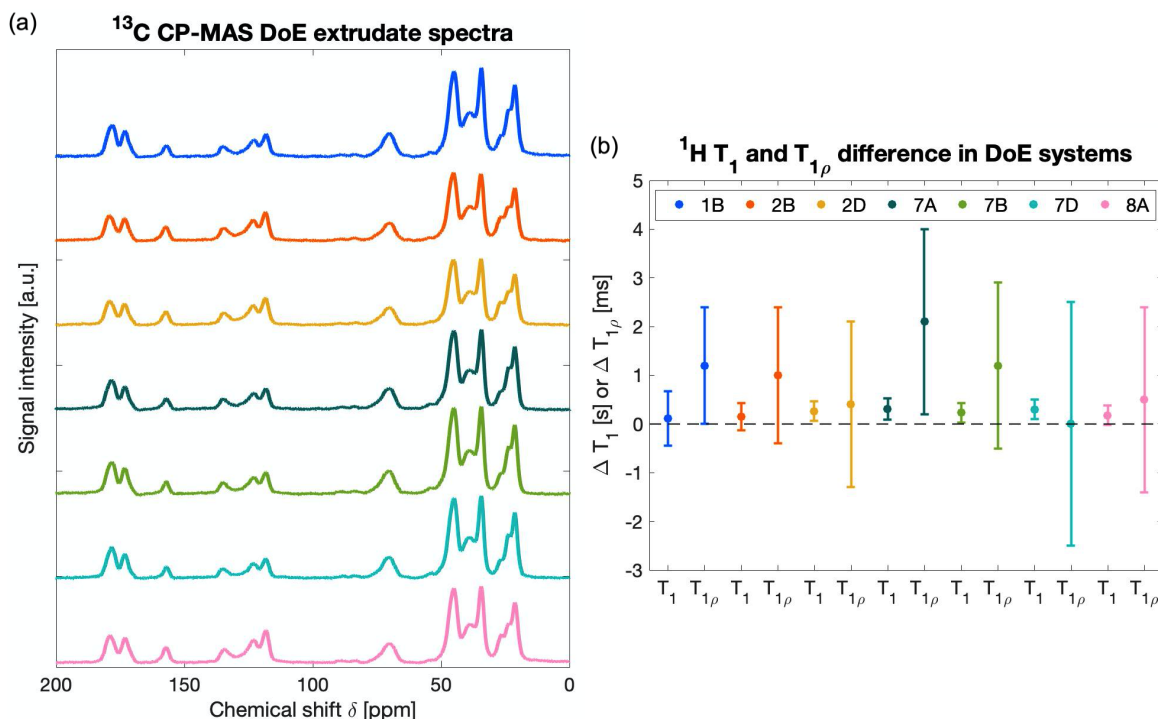 (a)
¹³C CP-MAS DoE extrudate spectra
Signal intensity [a.u.]
200 150 100 50 0
Chemical shift δ [ppm]
(b)
¹H T₁ and T₁ρ difference in DoE systems
1B 2B 2D 7A 7B 7D 8A
Δ T₁ [s] or Δ T₁ρ [ms]
5
4
3
2
1
0
-1
-2
-3
T₁ T₁ρ T₁ T₁ρ T₁ T₁ρ T₁ T₁ρ T₁ T₁ρ T₁ T₁ρ T₁ T₁ρ